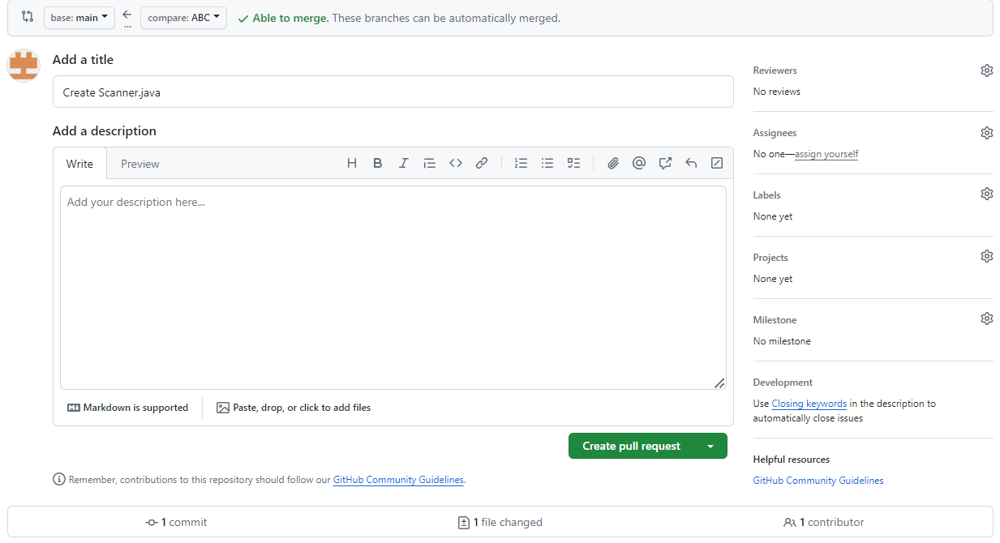 base: main ... compare: ABC Able to merge. These branches can be automatically merged.
Add a title
Create Scanner.java
Add a description
Write Preview H B I
Add your description here...
Markdown is supported Paste, drop, or click to add files
Create pull request
Remember, contributions to this repository should follow our GitHub Community Guidelines.
Reviewers
No reviews
Assignees
No one—assign yourself
Labels
None yet
Projects
None yet
Milestone
No milestone
Development
Use Closing keywords in the description to
automatically close issues
Helpful resources
GitHub Community Guidelines
1 commit 1 file changed 1 contributor